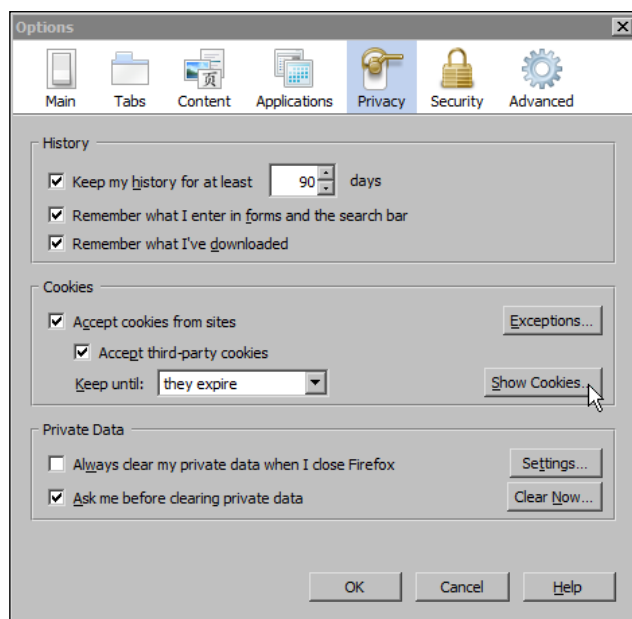 Options
Main Tabs Content Applications Privacy Security Advanced
页
History
Keep my history for at least 90 days
Remember what I enter in forms and the search bar
Remember what I've downloaded
Cookies
Accept cookies from sites Exceptions...
Accept third-party cookies
Keep until: they expire Show Cookies...
Private Data
Always clear my private data when I close Firefox Settings...
Ask me before clearing private data Clear Now...
OK Cancel Help